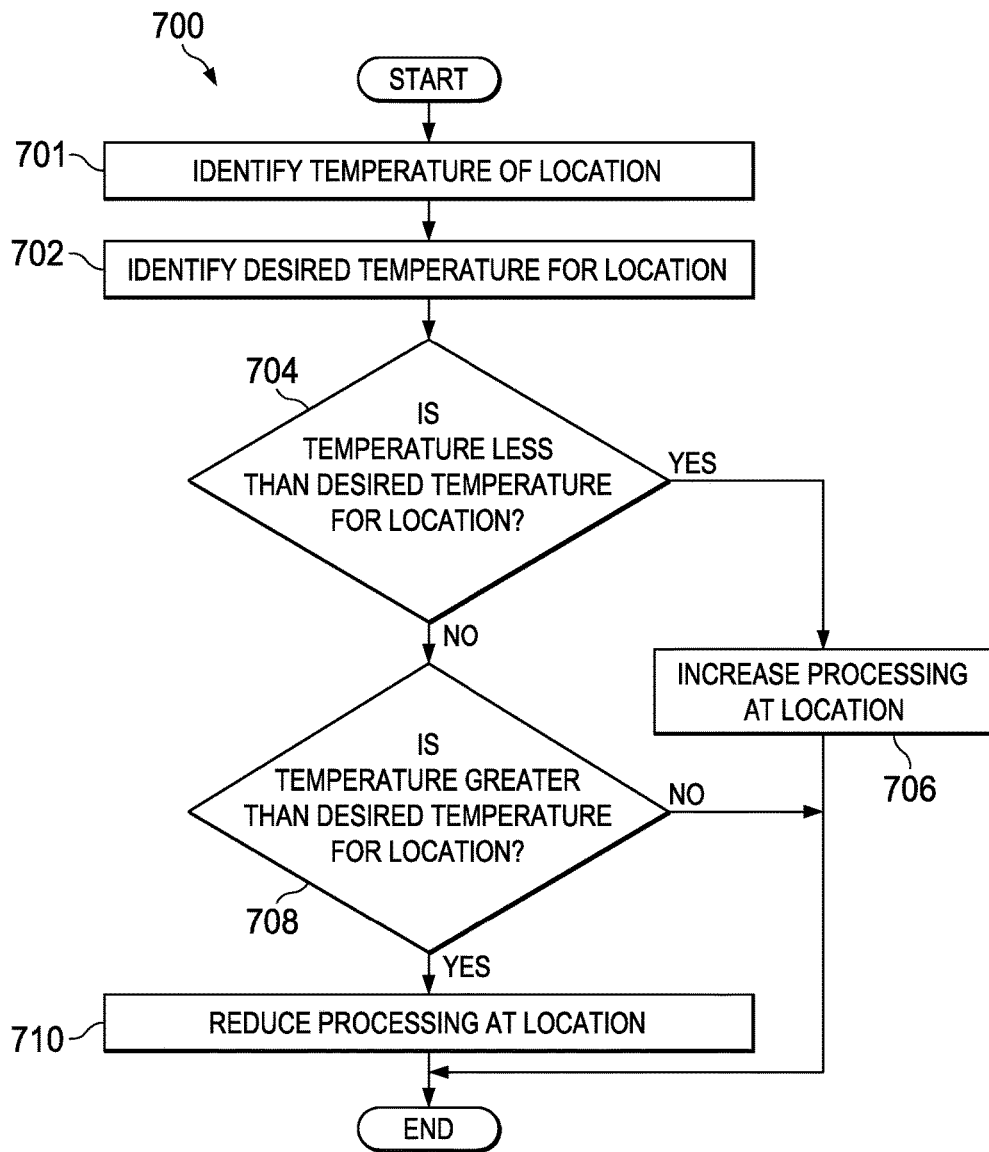 700
START
701
IDENTIFY TEMPERATURE OF LOCATION
702
IDENTIFY DESIRED TEMPERATURE FOR LOCATION
704
IS
TEMPERATURE LESS
THAN DESIRED TEMPERATURE
FOR LOCATION?
YES
NO
INCREASE PROCESSING
AT LOCATION
706
IS
TEMPERATURE GREATER
THAN DESIRED TEMPERATURE
FOR LOCATION?
NO
708
YES
710
REDUCE PROCESSING AT LOCATION
END